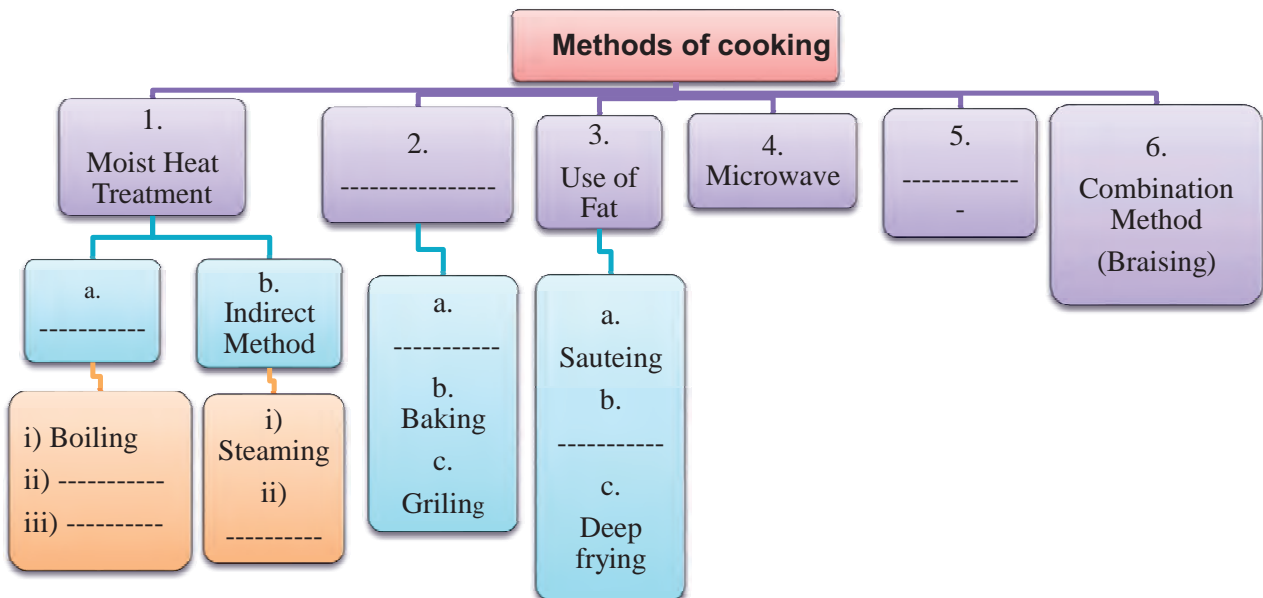 Methods of cooking
1.
Moist Heat
Treatment
2.
----------------
3.
Use of
Fat
4.
Microwave
5.
-----------
-
6.
Combination
Method
(Braising)
a.
-----------
b.
Indirect
Method
i) Boiling
ii) -----------
iii) ----------
i)
Steaming
ii)
----------
a.
-----------
b.
Baking
c.
Griling
a.
Sauteing
b.
-----------
c.
Deep
frying